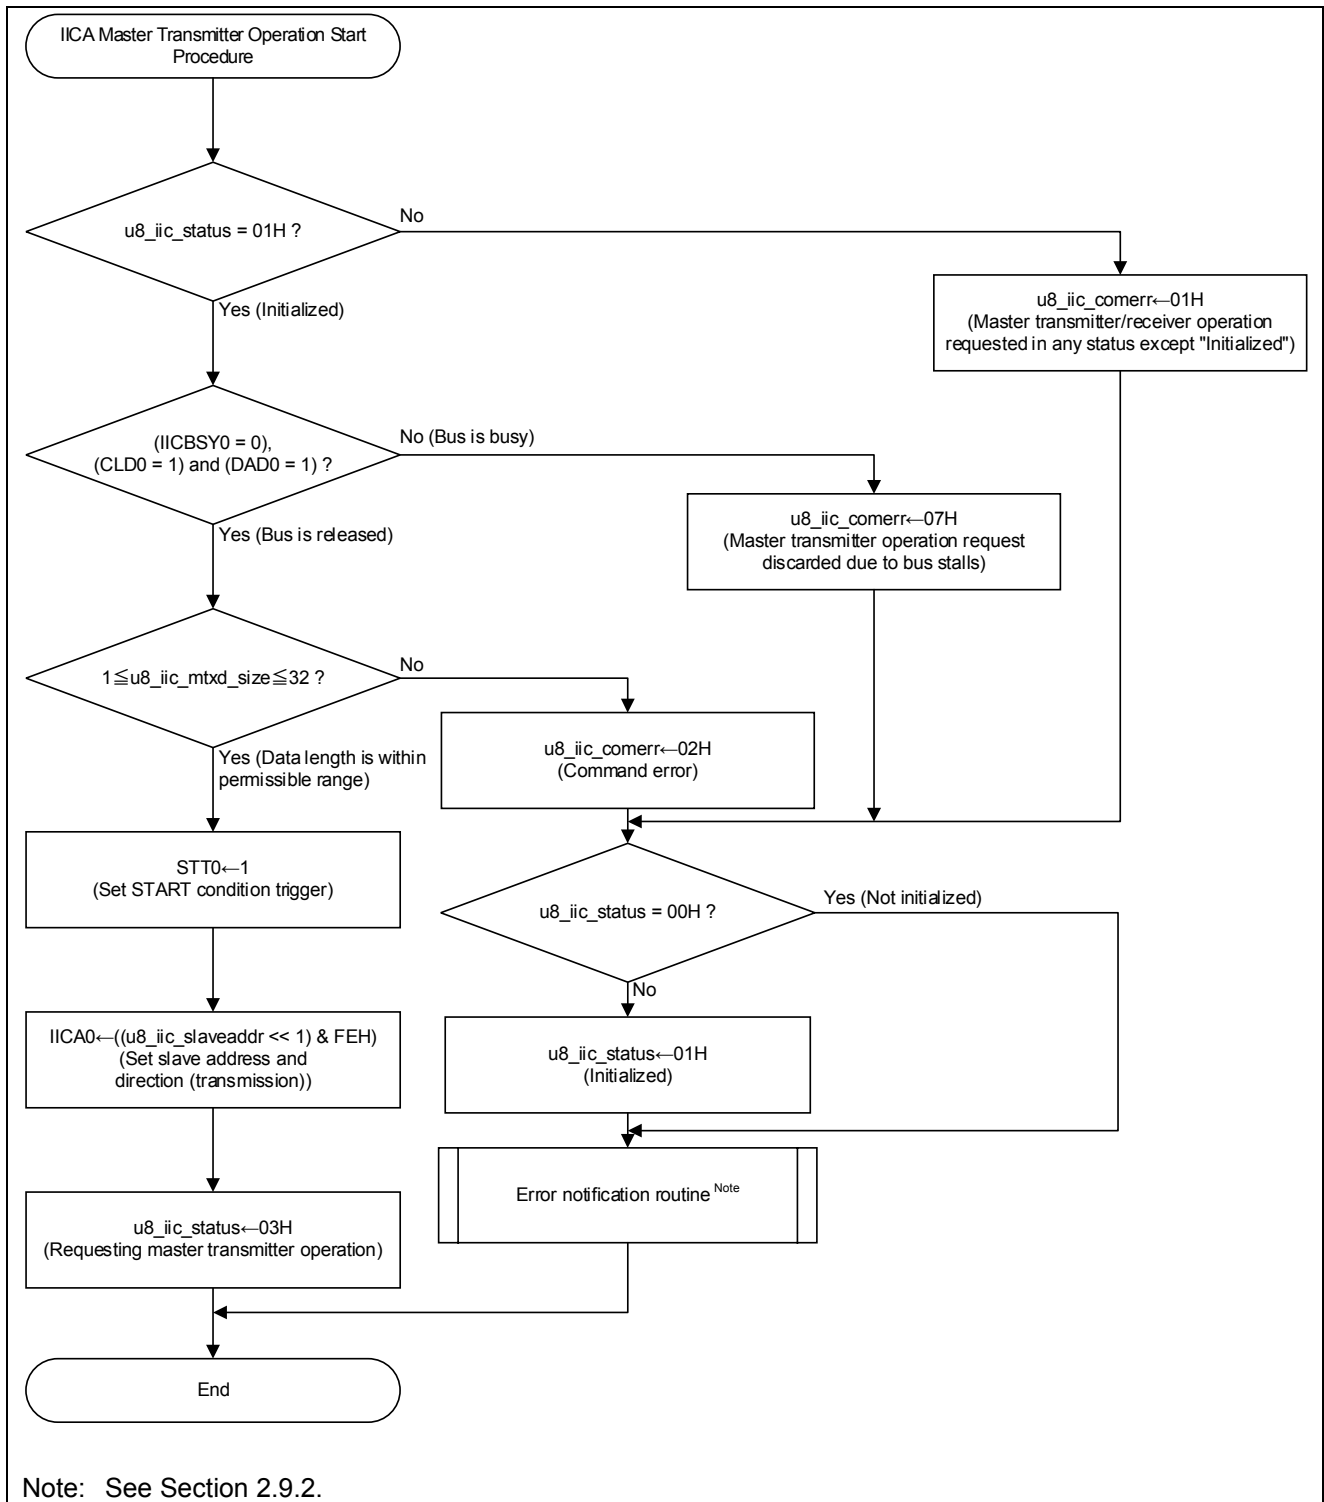 IICA Master Transmitter Operation Start
Procedure
u8_iic_status = 01H ?
No
Yes (Initialized)
u8_iic_comerr←01H
(Master transmitter/receiver operation
requested in any status except "Initialized")
(IICBSY0 = 0),
(CLD0 = 1) and (DAD0 = 1) ?
No (Bus is busy)
Yes (Bus is released)
u8_iic_comerr←07H
(Master transmitter operation request
discarded due to bus stalls)
1≦u8_iic_mtxd_size≦32 ?
No
Yes (Data length is within
permissible range)
u8_iic_comerr←02H
(Command error)
STT0←1
(Set START condition trigger)
u8_iic_status = 00H ?
Yes (Not initialized)
No
IICA0←((u8_iic_slaveaddr << 1) & FEH)
(Set slave address and
direction (transmission))
u8_iic_status←01H
(Initialized)
Error notification routine Note
u8_iic_status←03H
(Requesting master transmitter operation)
End
Note: See Section 2.9.2.